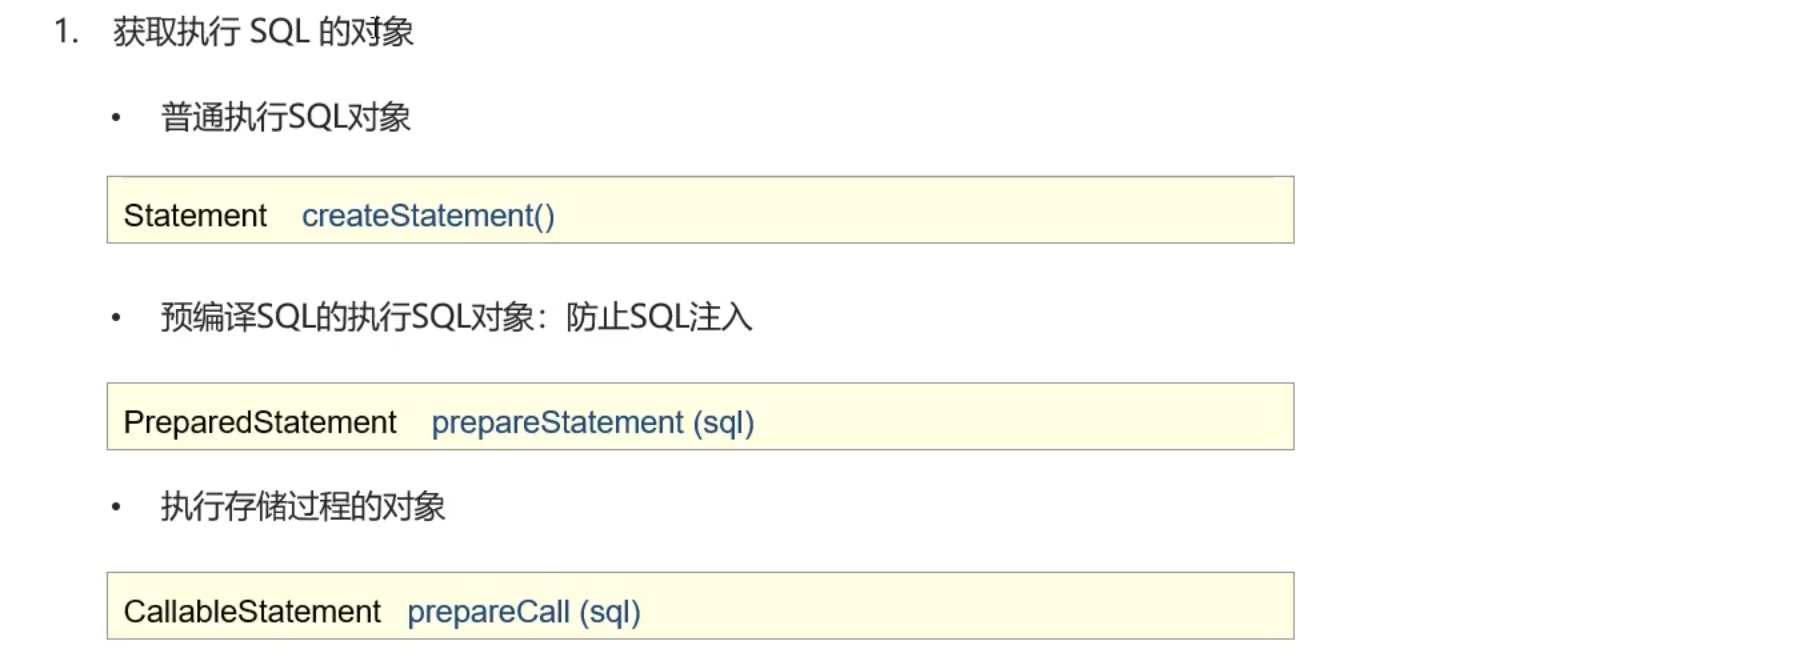 1. 获取执行 SQL 的对象
• 普通执行SQL对象
Statement createStatement()
• 预编译SQL的执行SQL对象：防止SQL注入
PreparedStatement prepareStatement (sql)
• 执行存储过程的对象
CallableStatement prepareCall (sql)